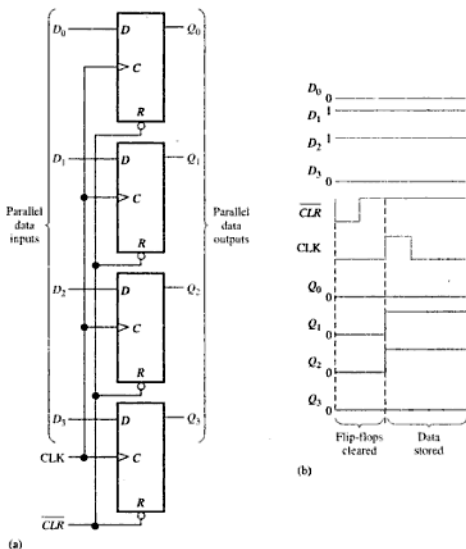 D₀ D Q₀
C
R
D₁ D Q₁
C
R
Parallel data inputs
Parallel data outputs
D₂ D Q₂
C
R
D₃ D Q₃
CLK C
R
CLR
(a)
D₀ 0
D₁ 1
D₂ 1
D₃ 0
CLR
CLK
Q₀ 0
Q₁ 0
Q₂ 0
Q₃ 0
Flip-flops cleared
Data stored
(b)